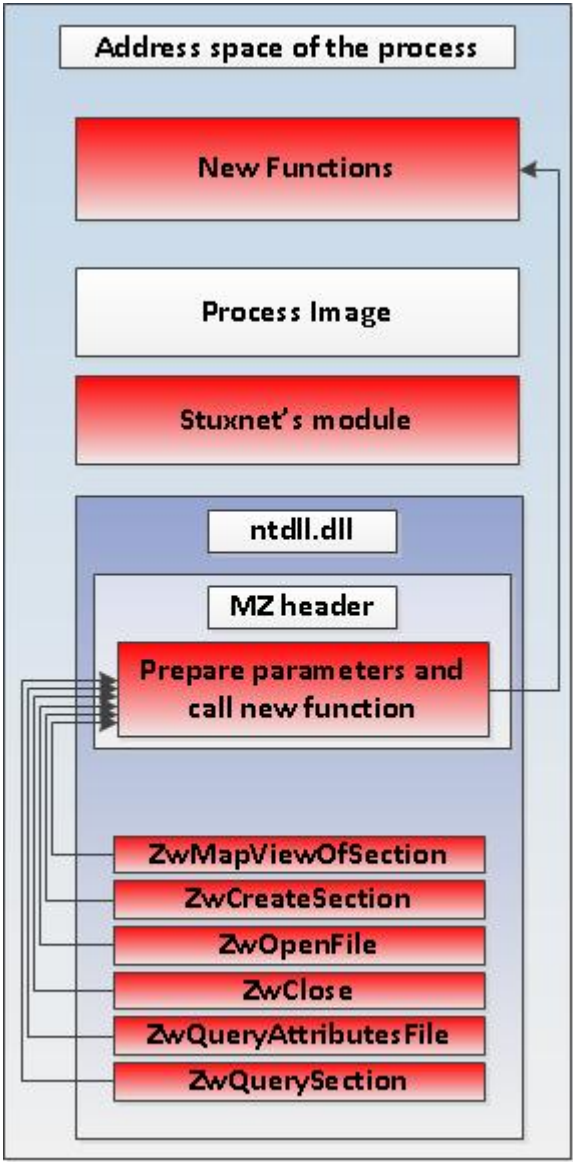 Address space of the process
New Functions
Process Image
Stuxnet's module
ntdll.dll
MZ header
Prepare parameters and
call new function
ZwMapViewOfSection
ZwCreateSection
ZwOpenFile
ZwClose
ZwQueryAttributesFile
ZwQuerySection